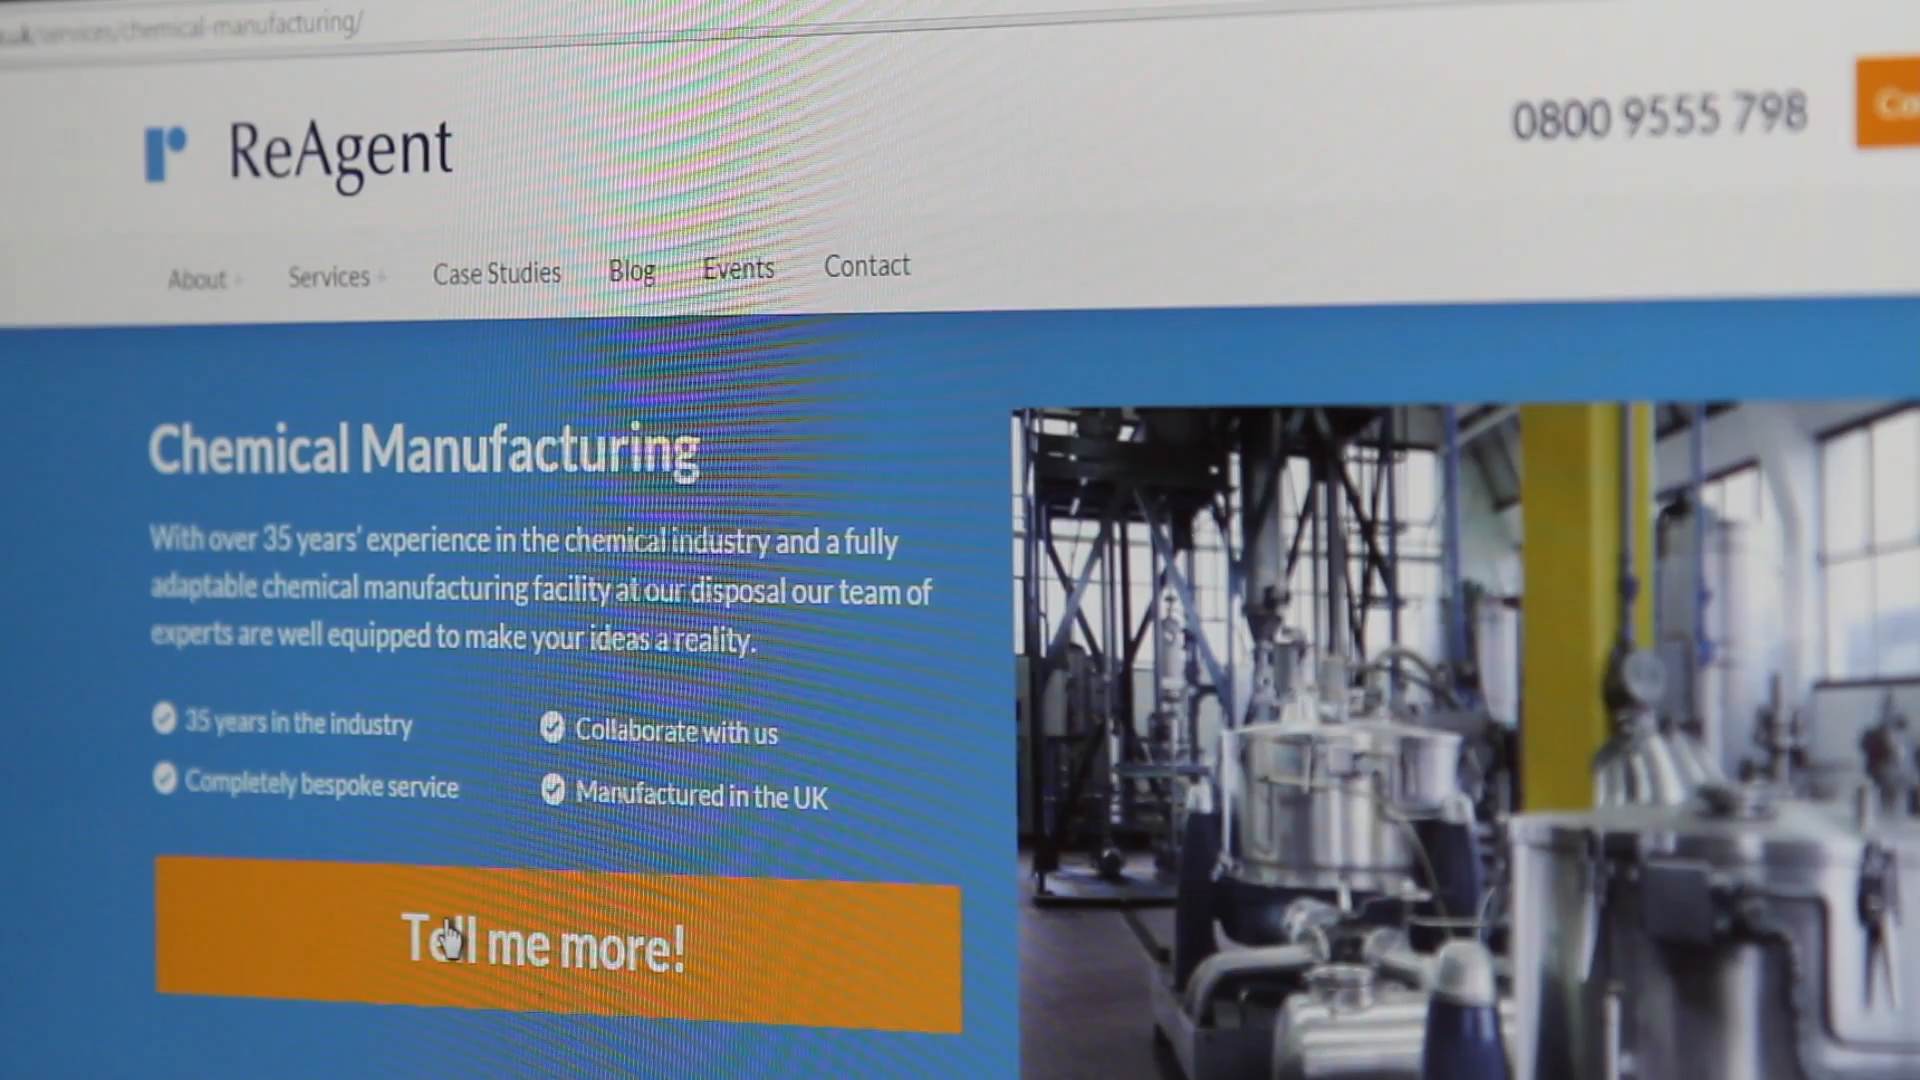 services/chemical-manufacturing/
ReAgent
0800 9555 798
About
Services
Case Studies
Blog
Events
Contact
Chemical Manufacturing
With over 35 years' experience in the chemical industry and a fully
adaptable chemical manufacturing facility at our disposal our team of
experts are well equipped to make your ideas a reality.
35 years in the industry
Collaborate with us
Completely bespoke service
Manufactured in the UK
Tell me more!